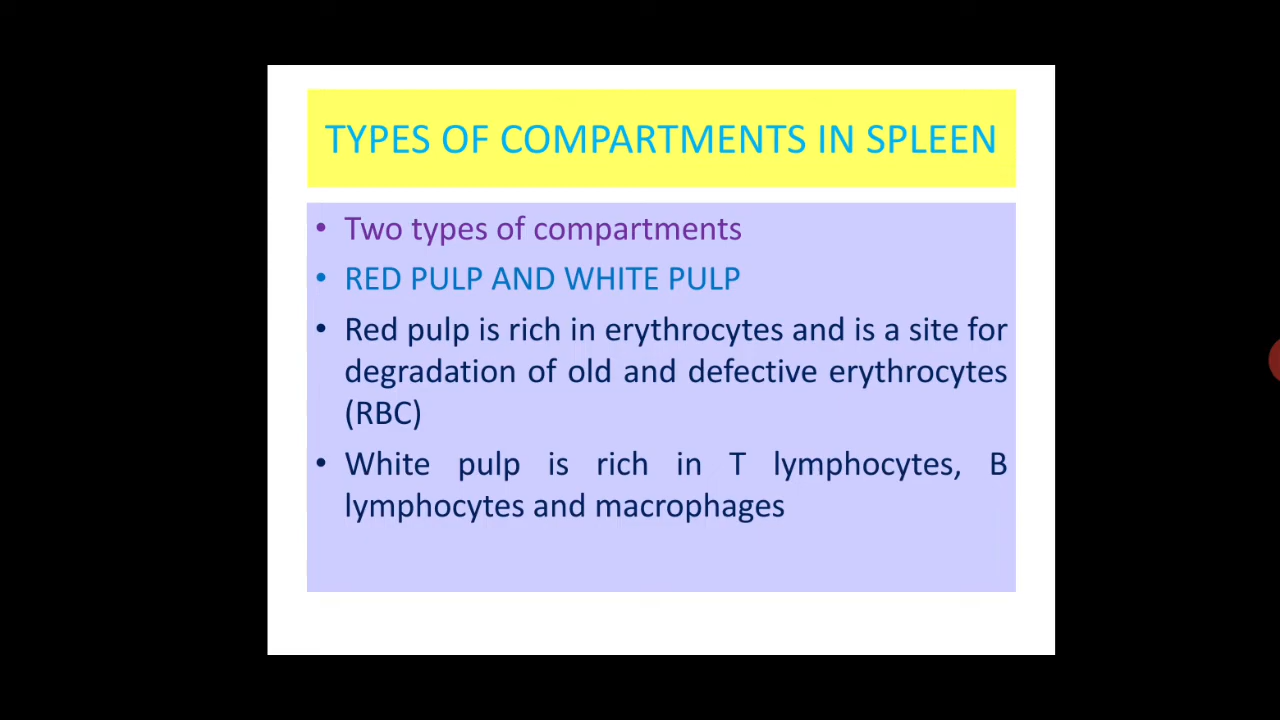 TYPES OF COMPARTMENTS IN SPLEEN
• Two types of compartments
• RED PULP AND WHITE PULP
• Red pulp is rich in erythrocytes and is a site for
degradation of old and defective erythrocytes
(RBC)
• White pulp is rich in T lymphocytes, B
lymphocytes and macrophages